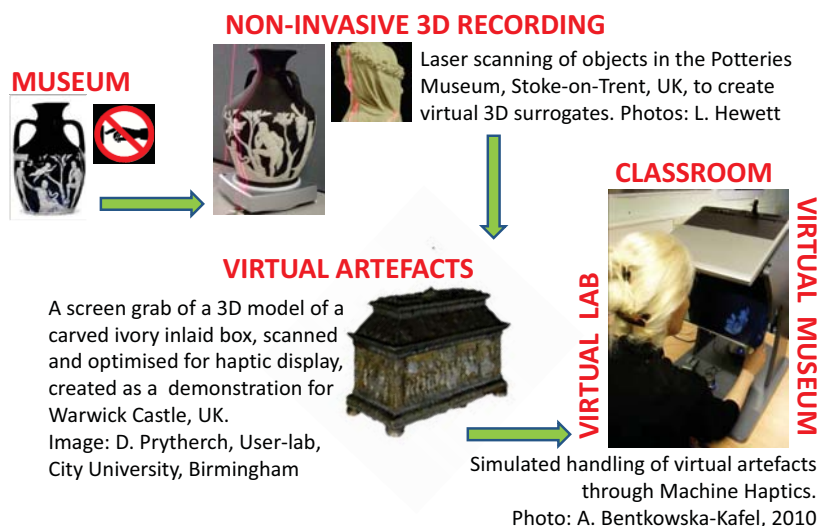 NON-INVASIVE 3D RECORDING
MUSEUM
Laser scanning of objects in the Potteries
Museum, Stoke-on-Trent, UK, to create
virtual 3D surrogates. Photos: L. Hewett
CLASSROOM
VIRTUAL LAB
VIRTUAL MUSEUM
VIRTUAL ARTEFACTS
A screen grab of a 3D model of a
carved ivory inlaid box, scanned
and optimised for haptic display,
created as a demonstration for
Warwick Castle, UK.
Image: D. Prytherch, User-lab,
City University, Birmingham
Simulated handling of virtual artefacts
through Machine Haptics.
Photo: A. Bentkowska-Kafel, 2010